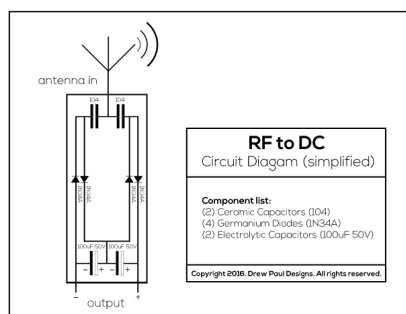 antenna in
104 104
1N34A 1N34A 1N34A 1N34A
100uF 50V 100uF 50V
- + - +
- +
output
RF to DC
Circuit Diagam (simplified)
Component list:
(2) Ceramic Capacitors (104)
(4) Germanium Diodes (1N34A)
(2) Electrolytic Capacitors (100uF 50V)
Copyright 2016. Drew Paul Designs. All rights reserved.